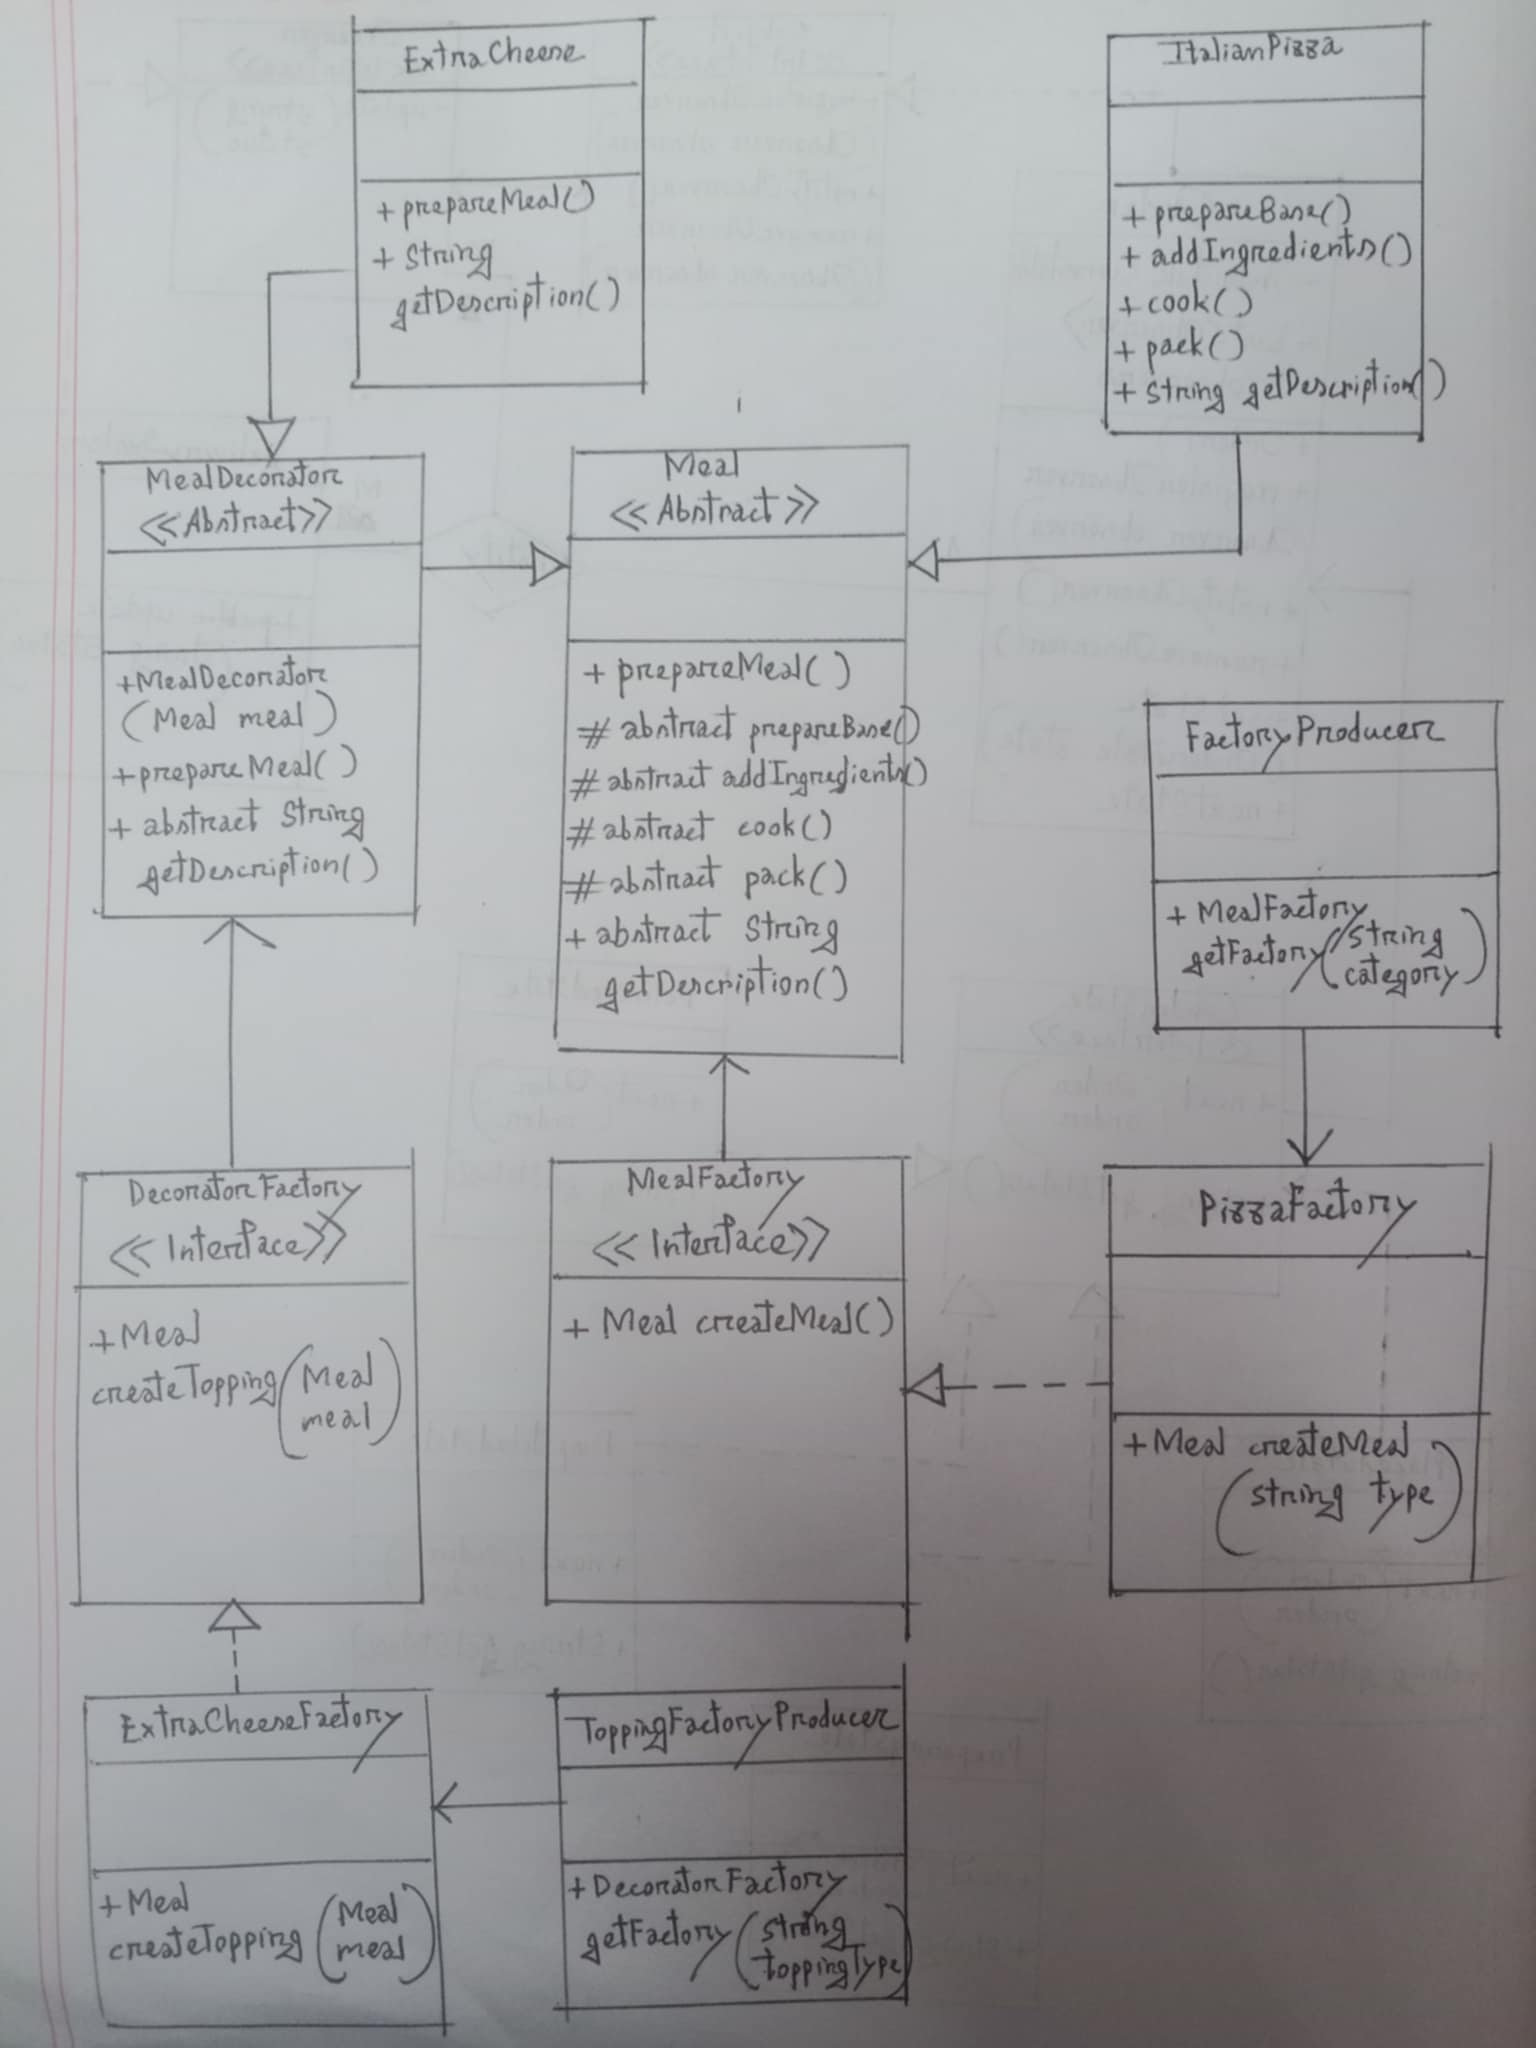 ExtraCheese
+ prepareMeal()
+ String
getDescription()
ItalianPizza
+ prepareBase()
+ addIngredients()
+ cook()
+ pack()
+ String getDescription()
MealDecorator
<<Abstract>>
+MealDecorator
(Meal meal)
+prepareMeal()
+ abstract String
getDescription()
Meal
<<Abstract>>
+ prepareMeal()
# abstract prepareBase()
# abstract addIngredients()
# abstract cook()
# abstract pack()
+ abstract String
getDescription()
FactoryProducer
+ MealFactory
getFactory(string
category)
DecoratorFactory
<<Interface>>
+Meal
createTopping(Meal
meal)
MealFactory
<<Interface>>
+ Meal createMeal()
PizzaFactory
+Meal createMeal
(string type)
ExtraCheeseFactory
+Meal
createTopping(Meal
meal)
ToppingFactoryProducer
+DecoratorFactory
getFactory(string
toppingType)